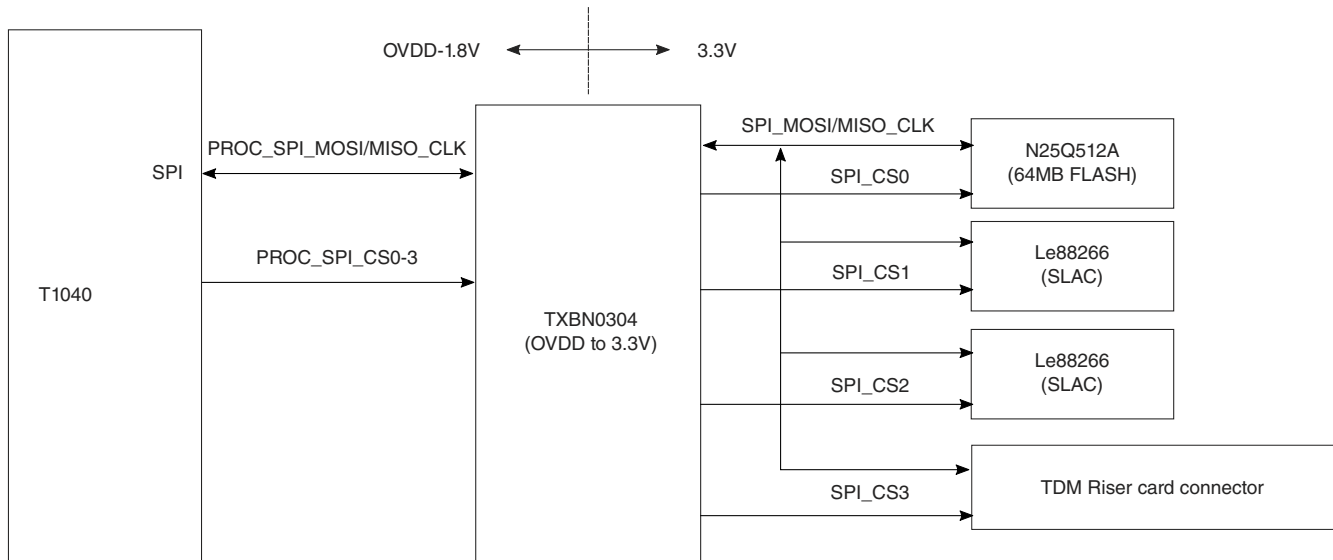 OVDD-1.8V
3.3V
PROC_SPI_MOSI/MISO_CLK
SPI
PROC_SPI_CS0-3
T1040
TXBN0304
(OVDD to 3.3V)
SPI_MOSI/MISO_CLK
SPI_CS0
N25Q512A
(64MB FLASH)
SPI_CS1
Le88266
(SLAC)
SPI_CS2
Le88266
(SLAC)
SPI_CS3
TDM Riser card connector